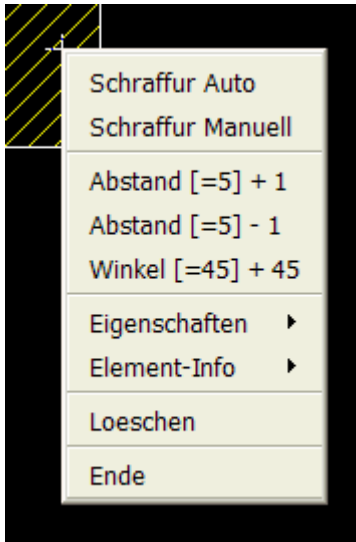 Schraffur Auto
Schraffur Manuell
Abstand [=5] + 1
Abstand [=5] - 1
Winkel [=45] + 45
Eigenschaften
Element-Info
Loeschen
Ende